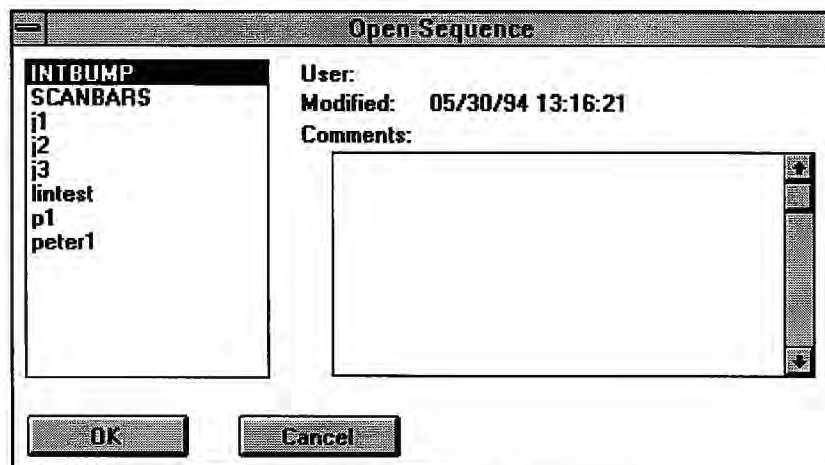 Open Sequence
INTBUMP
SCANBARS
j1
j2
j3
lintest
p1
peter1
User:
Modified: 05/30/94 13:16:21
Comments:
OK
Cancel